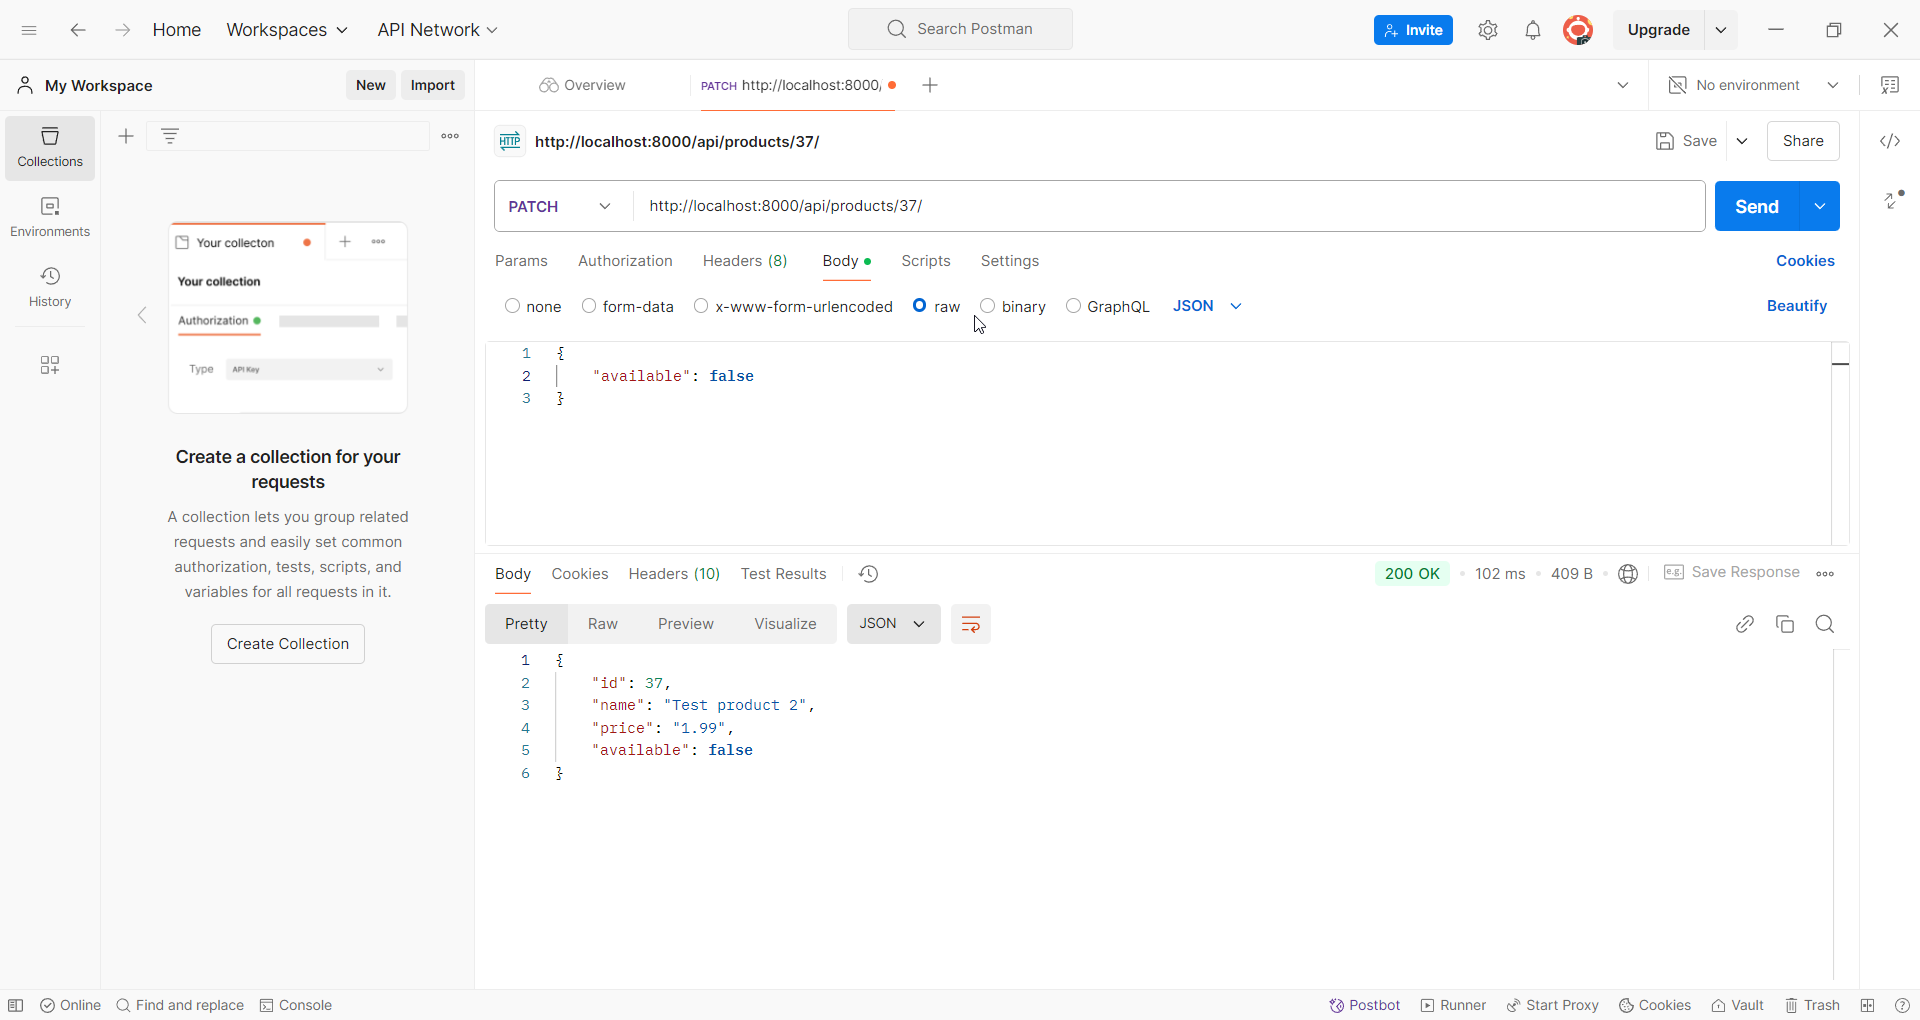 Home
Workspaces
API Network
Search Postman
Invite
Upgrade
My Workspace
New
Import
Overview
PATCH http://localhost:8000/
No environment
Collections
Environments
History
Your collecton
Your collection
Authorization
Type
API Key
Create a collection for your
requests
A collection lets you group related
requests and easily set common
authorization, tests, scripts, and
variables for all requests in it.
Create Collection
HTTP
http://localhost:8000/api/products/37/
Save
Share
PATCH
http://localhost:8000/api/products/37/
Send
Params
Authorization
Headers (8)
Body
Scripts
Settings
Cookies
none
form-data
x-www-form-urlencoded
raw
binary
GraphQL
JSON
Beautify
1 {
2 "available": false
3 }
Body
Cookies
Headers (10)
Test Results
200 OK
102 ms
409 B
e.g. Save Response
Pretty
Raw
Preview
Visualize
JSON
1 {
2 "id": 37,
3 "name": "Test product 2",
4 "price": "1.99",
5 "available": false
6 }
Online
Find and replace
Console
Postbot
Runner
Start Proxy
Cookies
Vault
Trash